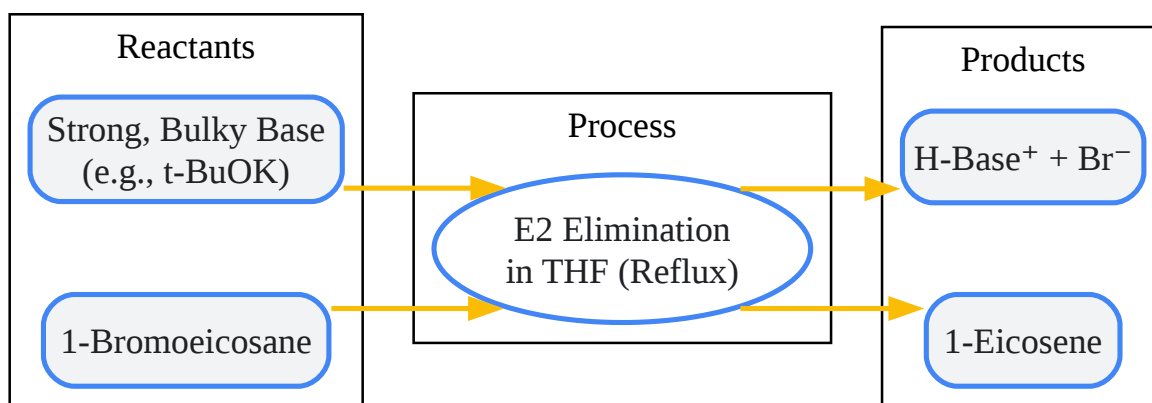 Reactants
Strong, Bulky Base
(e.g., t-BuOK)
1-Bromoeicosane
Process
E2 Elimination
in THF (Reflux)
Products
H-Base⁺ + Br⁻
1-Eicosene